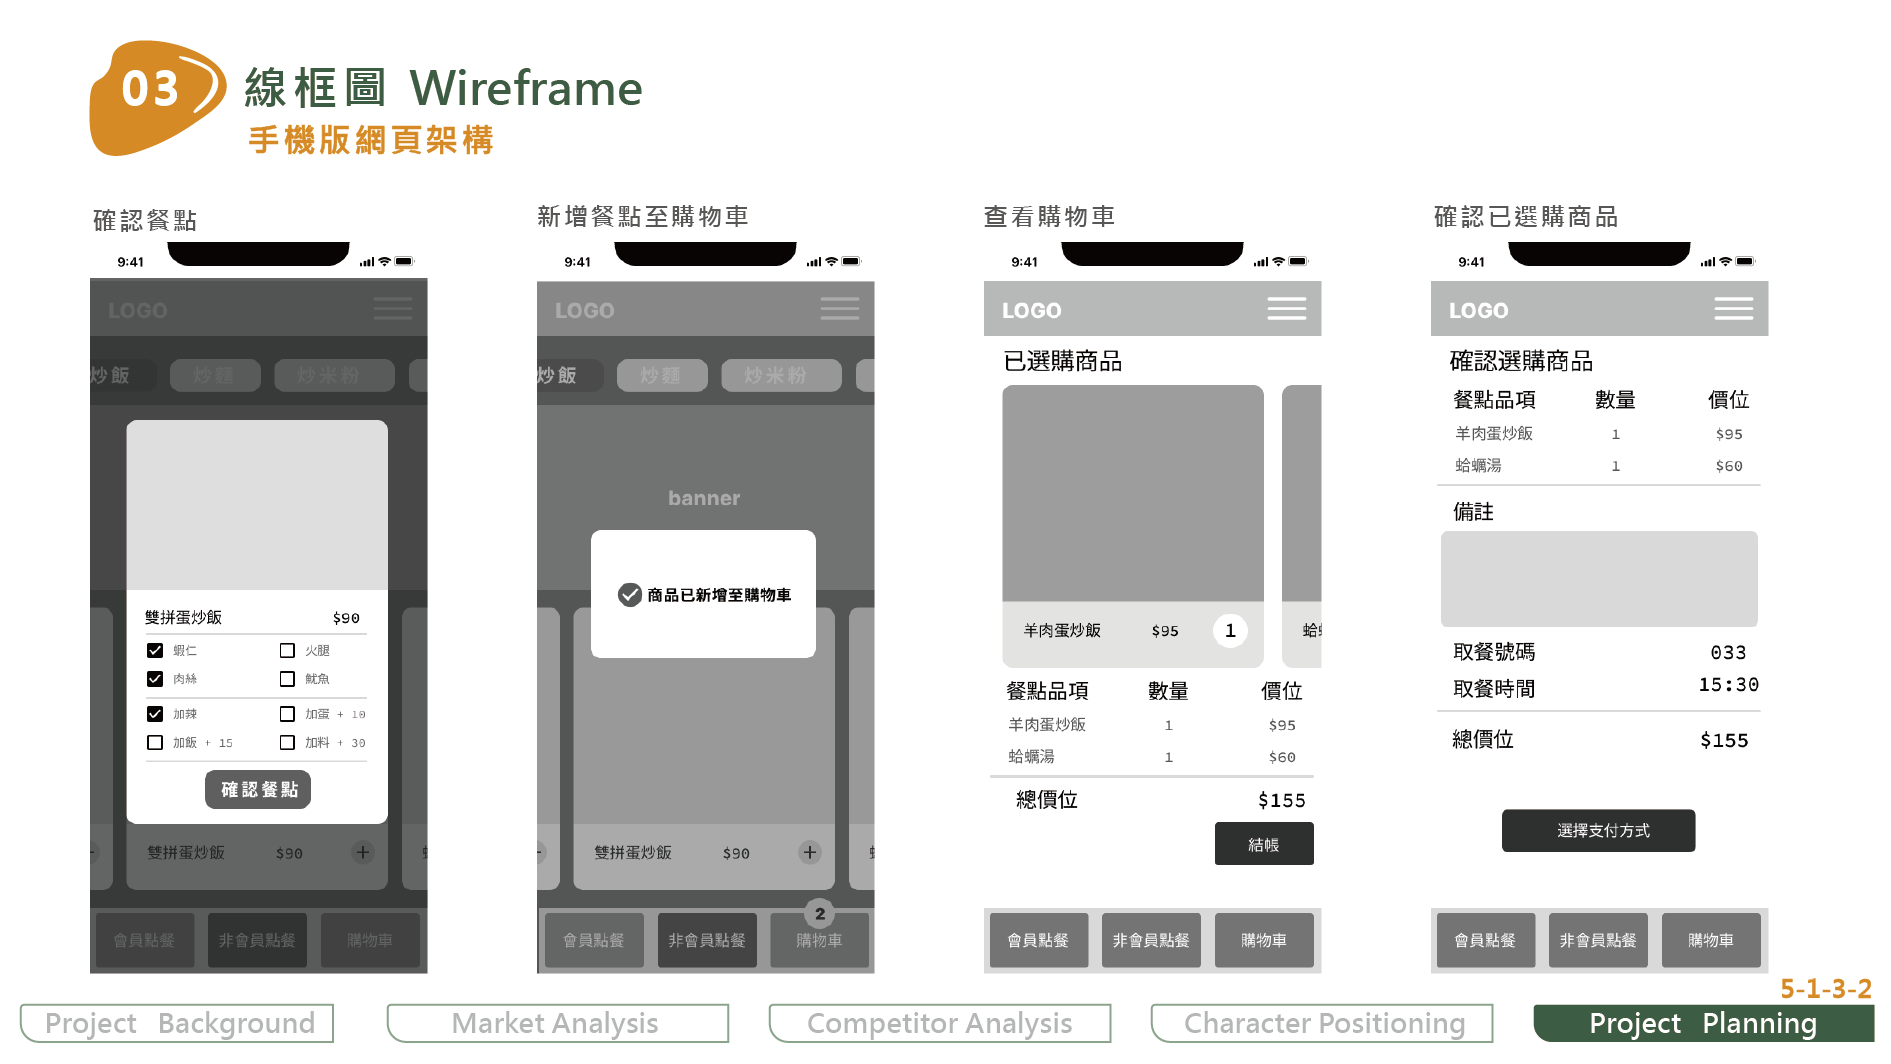 03
線框圖 Wireframe
手機版網頁架構
確認餐點
9:41
LOGO
炒飯 炒麵 炒米粉
雙拼蛋炒飯 $90
蝦仁 火腿
肉絲 魷魚
加辣 加蛋 + 10
加飯 + 15 加料 + 30
確認餐點
雙拼蛋炒飯 $90 +
會員點餐 非會員點餐 購物車
新增餐點至購物車
9:41
LOGO
炒飯 炒麵 炒米粉
banner
商品已新增至購物車
雙拼蛋炒飯 $90 +
2
會員點餐 非會員點餐 購物車
查看購物車
9:41
LOGO
已選購商品
羊肉蛋炒飯 $95 1 蛤
餐點品項 數量 價位
羊肉蛋炒飯 1 $95
蛤蠣湯 1 $60
總價位 $155
結帳
會員點餐 非會員點餐 購物車
確認已選購商品
9:41
LOGO
確認選購商品
餐點品項 數量 價位
羊肉蛋炒飯 1 $95
蛤蠣湯 1 $60
備註
取餐號碼 033
取餐時間 15:30
總價位 $155
選擇支付方式
會員點餐 非會員點餐 購物車
5-1-3-2
Project Background Market Analysis Competitor Analysis Character Positioning Project Planning